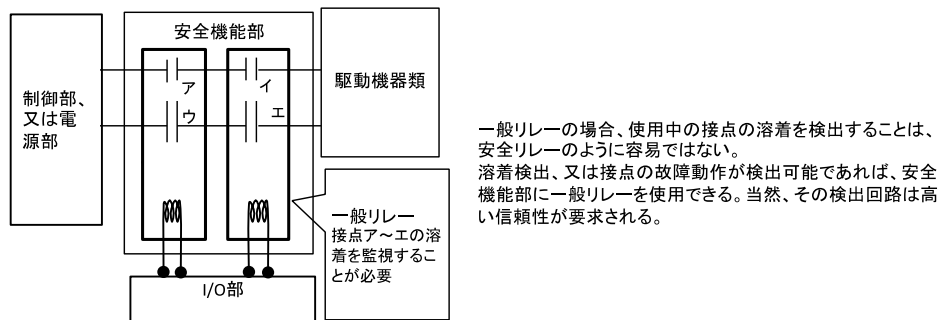 安全機能部
制御部、
又は電
源部
ア
イ
ウ
エ
駆動機器類
一般リレー
接点ア～エの溶
着を監視するこ
とが必要
I/O部
一般リレーの場合、使用中の接点の溶着を検出することは、
安全リレーのように容易ではない。
溶着検出、又は接点の故障動作が検出可能であれば、安全
機能部に一般リレーを使用できる。当然、その検出回路は高
い信頼性が要求される。